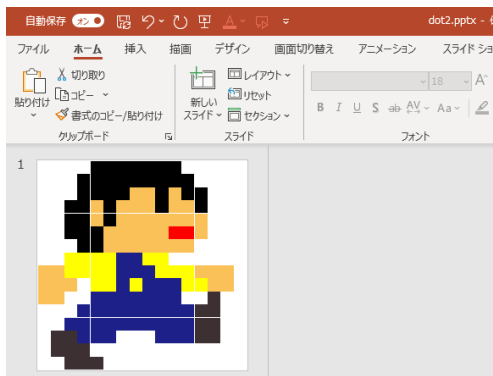 自動保存 オン dot2.pptx -
ファイル ホーム 挿入 描画 デザイン 画面切り替え アニメーション スライド ショ
貼り付け 切り取り コピー 書式のコピー/貼り付け
クリップボード
新しい スライド レイアウト リセット セクション
スライド
18 A
B I U S ab AV Aa
フォント
1